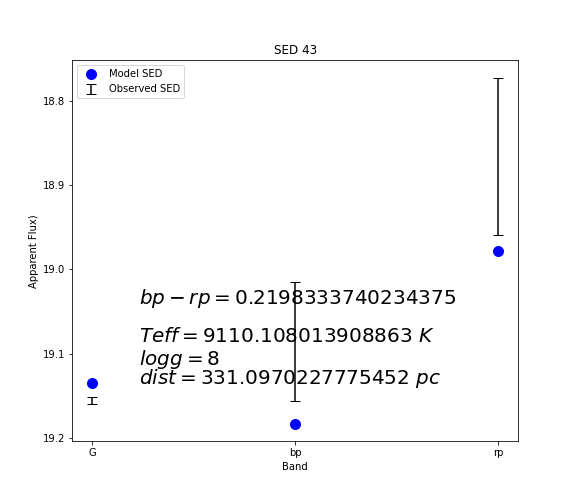 SED 43
Model SED
Observed SED
18.8
18.9
19.0
19.1
19.2
Apparent Flux)
bp − rp = 0.2198333740234375
Teff = 9110.108013908863 K
logg = 8
dist = 331.0970227775452 pc
G
bp
rp
Band